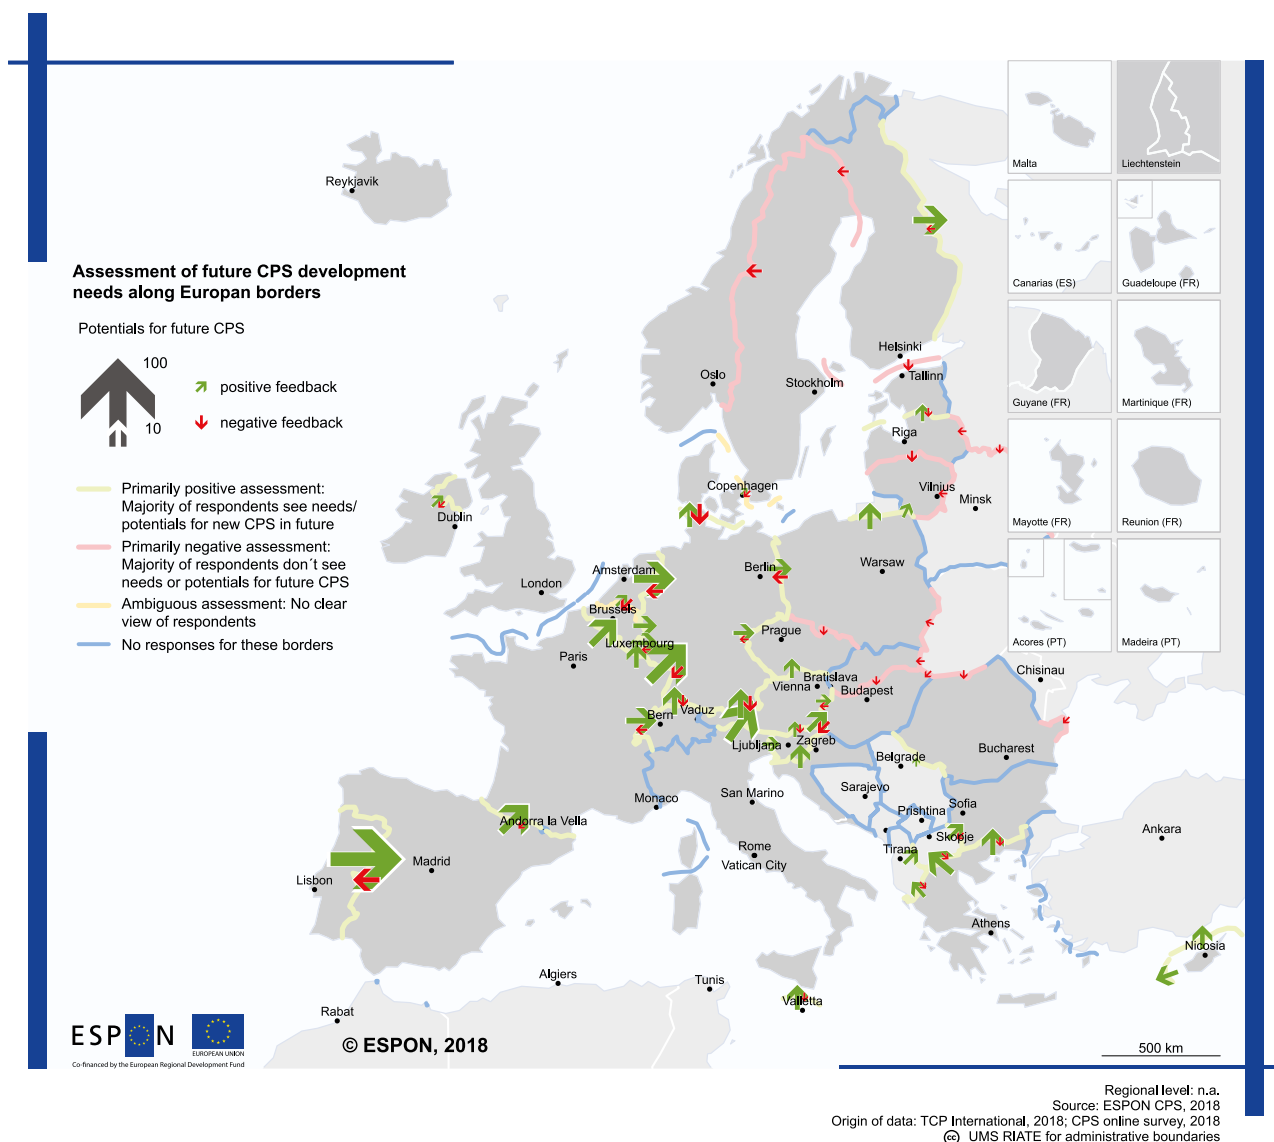 Assessment of future CPS development
needs along Europan borders
Potentials for future CPS
100
10
positive feedback
negative feedback
Primarily positive assessment:
Majority of respondents see needs/
potentials for new CPS in future
Primarily negative assessment:
Majority of respondents don´t see
needs or potentials for future CPS
Ambiguous assessment: No clear
view of respondents
No responses for these borders
Reykjavik
Oslo
Stockholm
Helsinki
Tallinn
Riga
Vilnius
Minsk
Copenhagen
Dublin
London
Amsterdam
Berlin
Warsaw
Brussels
Luxembourg
Prague
Paris
Vienna
Bratislava
Budapest
Chisinau
Bern
Vaduz
Ljubljana
Zagreb
Belgrade
Bucharest
Monaco
San Marino
Sarajevo
Prishtina
Sofia
Andorra la Vella
Skopje
Tirana
Ankara
Rome
Vatican City
Madrid
Lisbon
Athens
Nicosia
Algiers
Tunis
Valletta
Rabat
Malta
Liechtenstein
Canarias (ES)
Guadeloupe (FR)
Guyane (FR)
Martinique (FR)
Mayotte (FR)
Reunion (FR)
Acores (PT)
Madeira (PT)
ESPON
EUROPEAN UNION
Co-financed by the European Regional Development Fund
© ESPON, 2018
500 km
Regional level: n.a.
Source: ESPON CPS, 2018
Origin of data: TCP International, 2018; CPS online survey, 2018
(cc) UMS RIATE for administrative boundaries